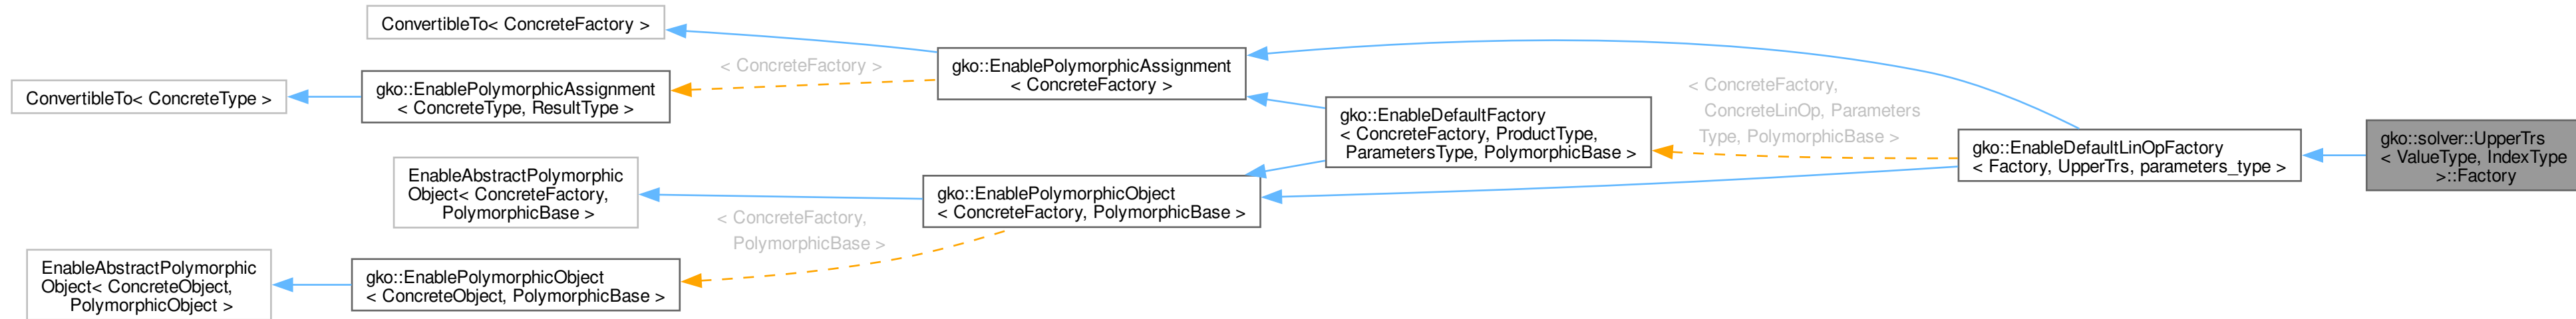 ConvertibleTo< ConcreteFactory >
ConvertibleTo< ConcreteType >
gko::EnablePolymorphicAssignment
< ConcreteType, ResultType >
< ConcreteFactory >
gko::EnablePolymorphicAssignment
< ConcreteFactory >
EnableAbstractPolymorphic
Object< ConcreteFactory,
PolymorphicBase >
EnableAbstractPolymorphic
Object< ConcreteObject,
PolymorphicObject >
gko::EnablePolymorphicObject
< ConcreteObject, PolymorphicBase >
< ConcreteFactory,
PolymorphicBase >
gko::EnablePolymorphicObject
< ConcreteFactory, PolymorphicBase >
gko::EnableDefaultFactory
< ConcreteFactory, ProductType,
ParametersType, PolymorphicBase >
< ConcreteFactory,
ConcreteLinOp, Parameters
Type, PolymorphicBase >
gko::EnableDefaultLinOpFactory
< Factory, UpperTrs, parameters_type >
gko::solver::UpperTrs
< ValueType, IndexType
>::Factory